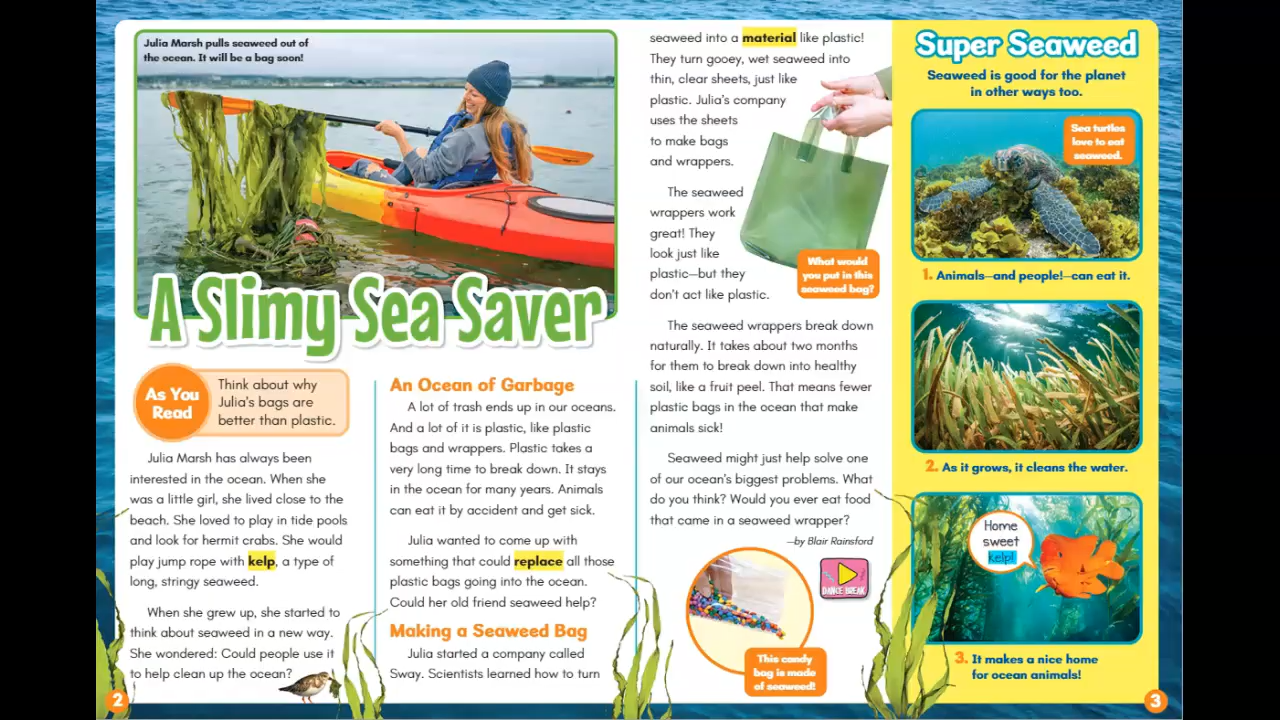 Julia Marsh pulls seaweed out of
the ocean. It will be a bag soon!
A Slimy Sea Saver
As You
Read
Think about why
Julia's bags are
better than plastic.
Julia Marsh has always been
interested in the ocean. When she
was a little girl, she lived close to the
beach. She loved to play in tide pools
and look for hermit crabs. She would
play jump rope with kelp, a type of
long, stringy seaweed.
When she grew up, she started to
think about seaweed in a new way.
She wondered: Could people use it
to help clean up the ocean?
2
An Ocean of Garbage
A lot of trash ends up in our oceans.
And a lot of it is plastic, like plastic
bags and wrappers. Plastic takes a
very long time to break down. It stays
in the ocean for many years. Animals
can eat it by accident and get sick.
Julia wanted to come up with
something that could replace all those
plastic bags going into the ocean.
Could her old friend seaweed help?
Making a Seaweed Bag
Julia started a company called
Sway. Scientists learned how to turn
seaweed into a material like plastic!
They turn gooey, wet seaweed into
thin, clear sheets, just like
plastic. Julia's company
uses the sheets
to make bags
and wrappers.
The seaweed
wrappers work
great! They
look just like
plastic—but they
don't act like plastic.
What would
you put in this
seaweed bag?
The seaweed wrappers break down
naturally. It takes about two months
for them to break down into healthy
soil, like a fruit peel. That means fewer
plastic bags in the ocean that make
animals sick!
Seaweed might just help solve one
of our ocean's biggest problems. What
do you think? Would you ever eat food
that came in a seaweed wrapper?
—by Blair Rainsford
DANCE BREAK
This candy
bag is made
of seaweed!
Super Seaweed
Seaweed is good for the planet
in other ways too.
Sea turtles
love to eat
seaweed.
1. Animals—and people!—can eat it.
2. As it grows, it cleans the water.
Home
sweet
kelp!
3. It makes a nice home
for ocean animals!
3